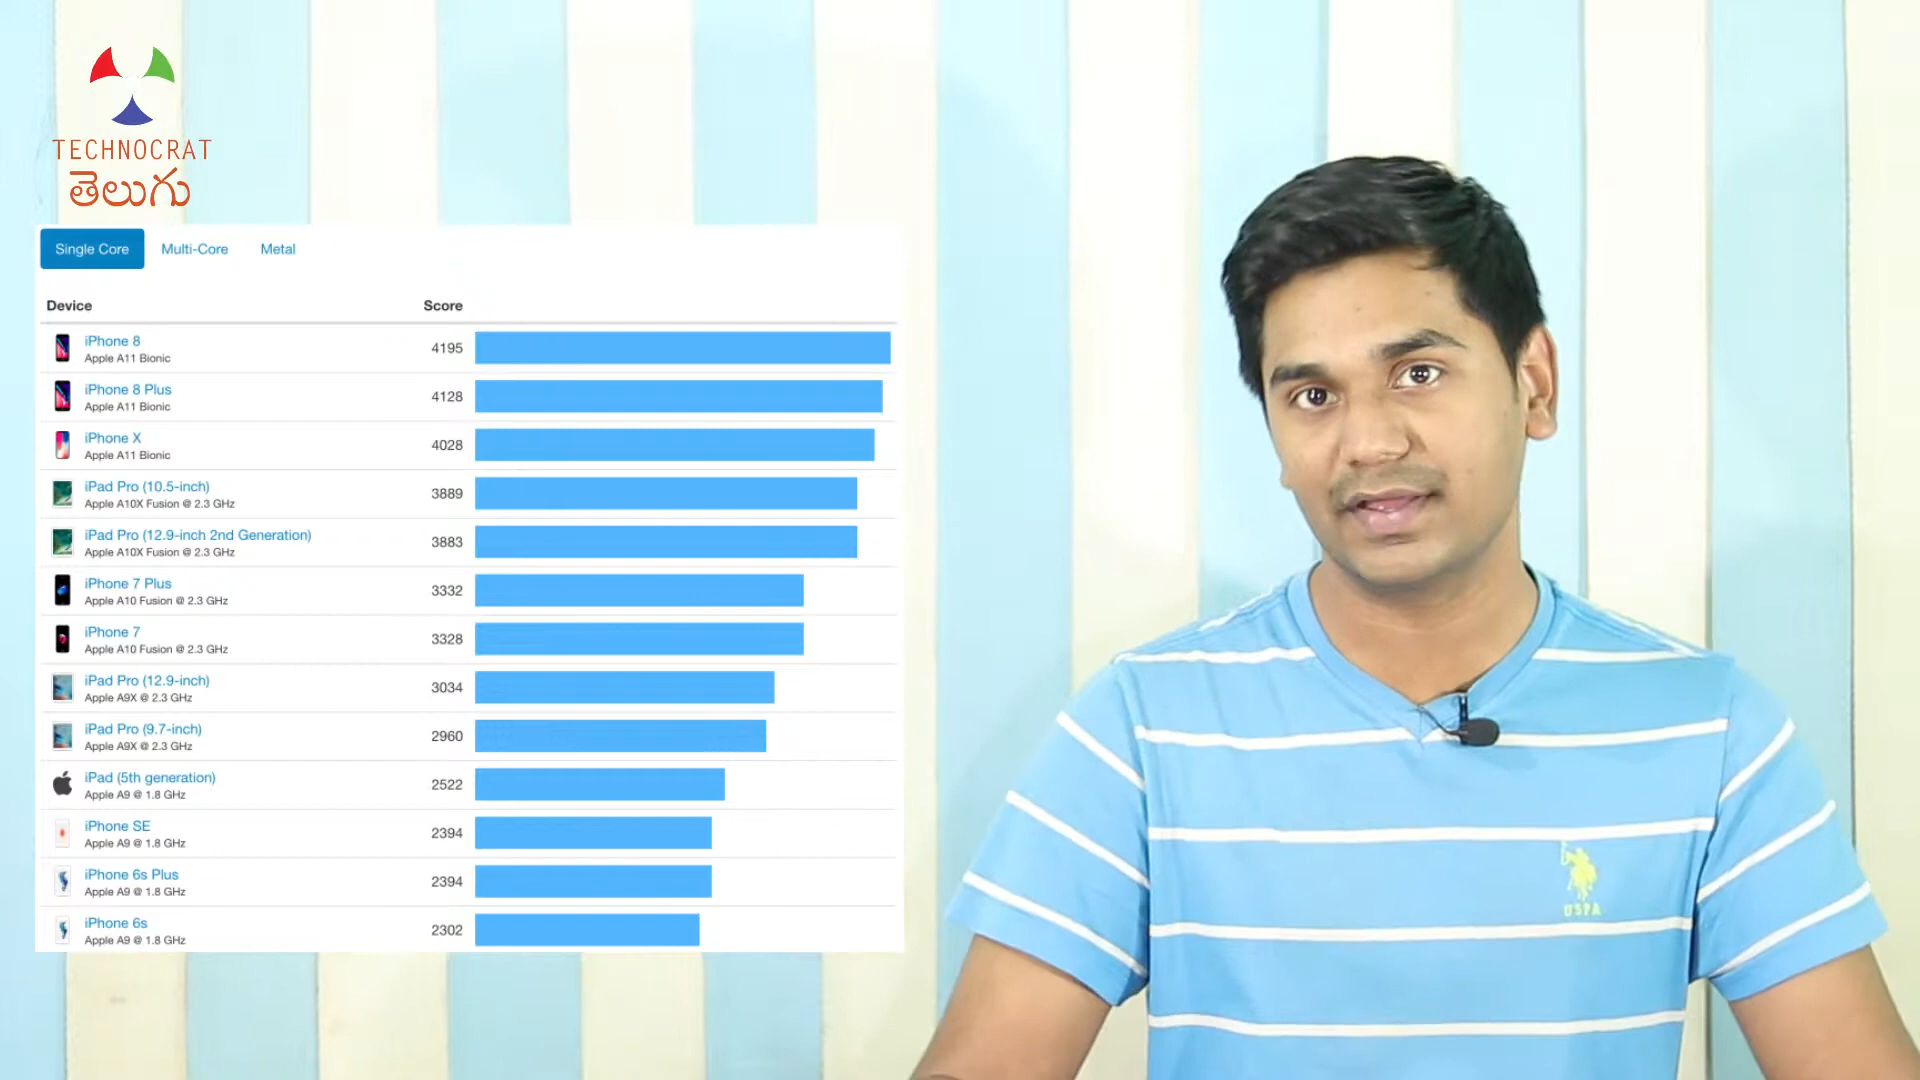 TECHNOCRAT
తెలుగు
Single Core Multi-Core Metal
Device Score
iPhone 8
Apple A11 Bionic
4195
iPhone 8 Plus
Apple A11 Bionic
4128
iPhone X
Apple A11 Bionic
4028
iPad Pro (10.5-inch)
Apple A10X Fusion @ 2.3 GHz
3889
iPad Pro (12.9-inch 2nd Generation)
Apple A10X Fusion @ 2.3 GHz
3883
iPhone 7 Plus
Apple A10 Fusion @ 2.3 GHz
3332
iPhone 7
Apple A10 Fusion @ 2.3 GHz
3328
iPad Pro (12.9-inch)
Apple A9X @ 2.3 GHz
3034
iPad Pro (9.7-inch)
Apple A9X @ 2.3 GHz
2960
iPad (5th generation)
Apple A9 @ 1.8 GHz
2522
iPhone SE
Apple A9 @ 1.8 GHz
2394
iPhone 6s Plus
Apple A9 @ 1.8 GHz
2394
iPhone 6s
Apple A9 @ 1.8 GHz
2302
USPA